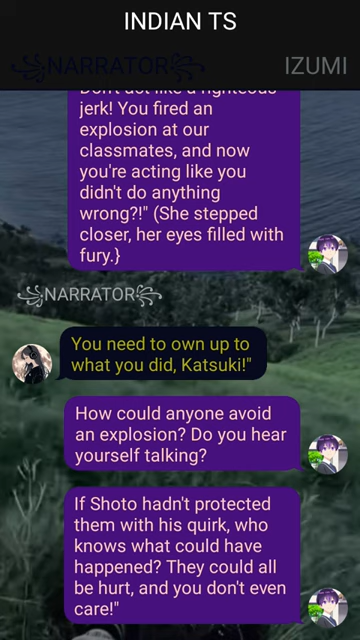 INDIAN TS
꧁NARRATOR꧂
IZUMI
Don't act like a righteous
jerk! You fired an
explosion at our
classmates, and now
you're acting like you
didn't do anything
wrong?!" (She stepped
closer, her eyes filled with
fury.}
꧁NARRATOR꧂
You need to own up to
what you did, Katsuki!"
How could anyone avoid
an explosion? Do you hear
yourself talking?
If Shoto hadn't protected
them with his quirk, who
knows what could have
happened? They could all
be hurt, and you don't even
care!"